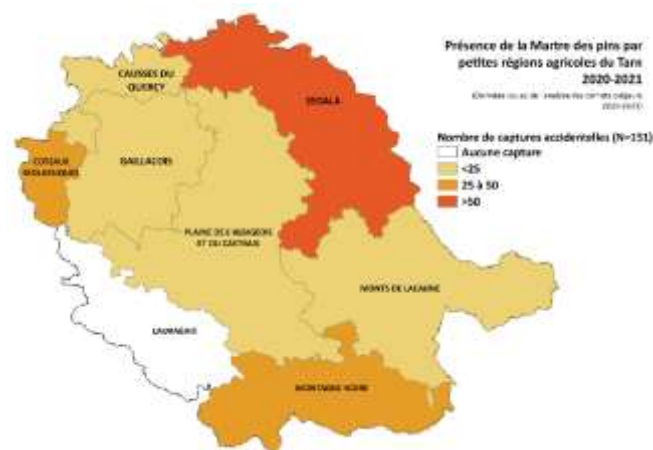 Présence de la Martre des pins par
petites régions agricoles du Tarn
2020-2021
Nombre de captures accidentelles (N=151)
Aucune capture
<25
25 à 50
>50
CAUSSES DU
QUERCY
SEGALA
GAILLACOIS
COTEAUX
MOLASSIQUES
PLAINE DE L'ALBIGEOIS
ET DU CASTRAIS
MONTS DE LACAUNE
LAURAGAIS
MONTAGNE NOIRE